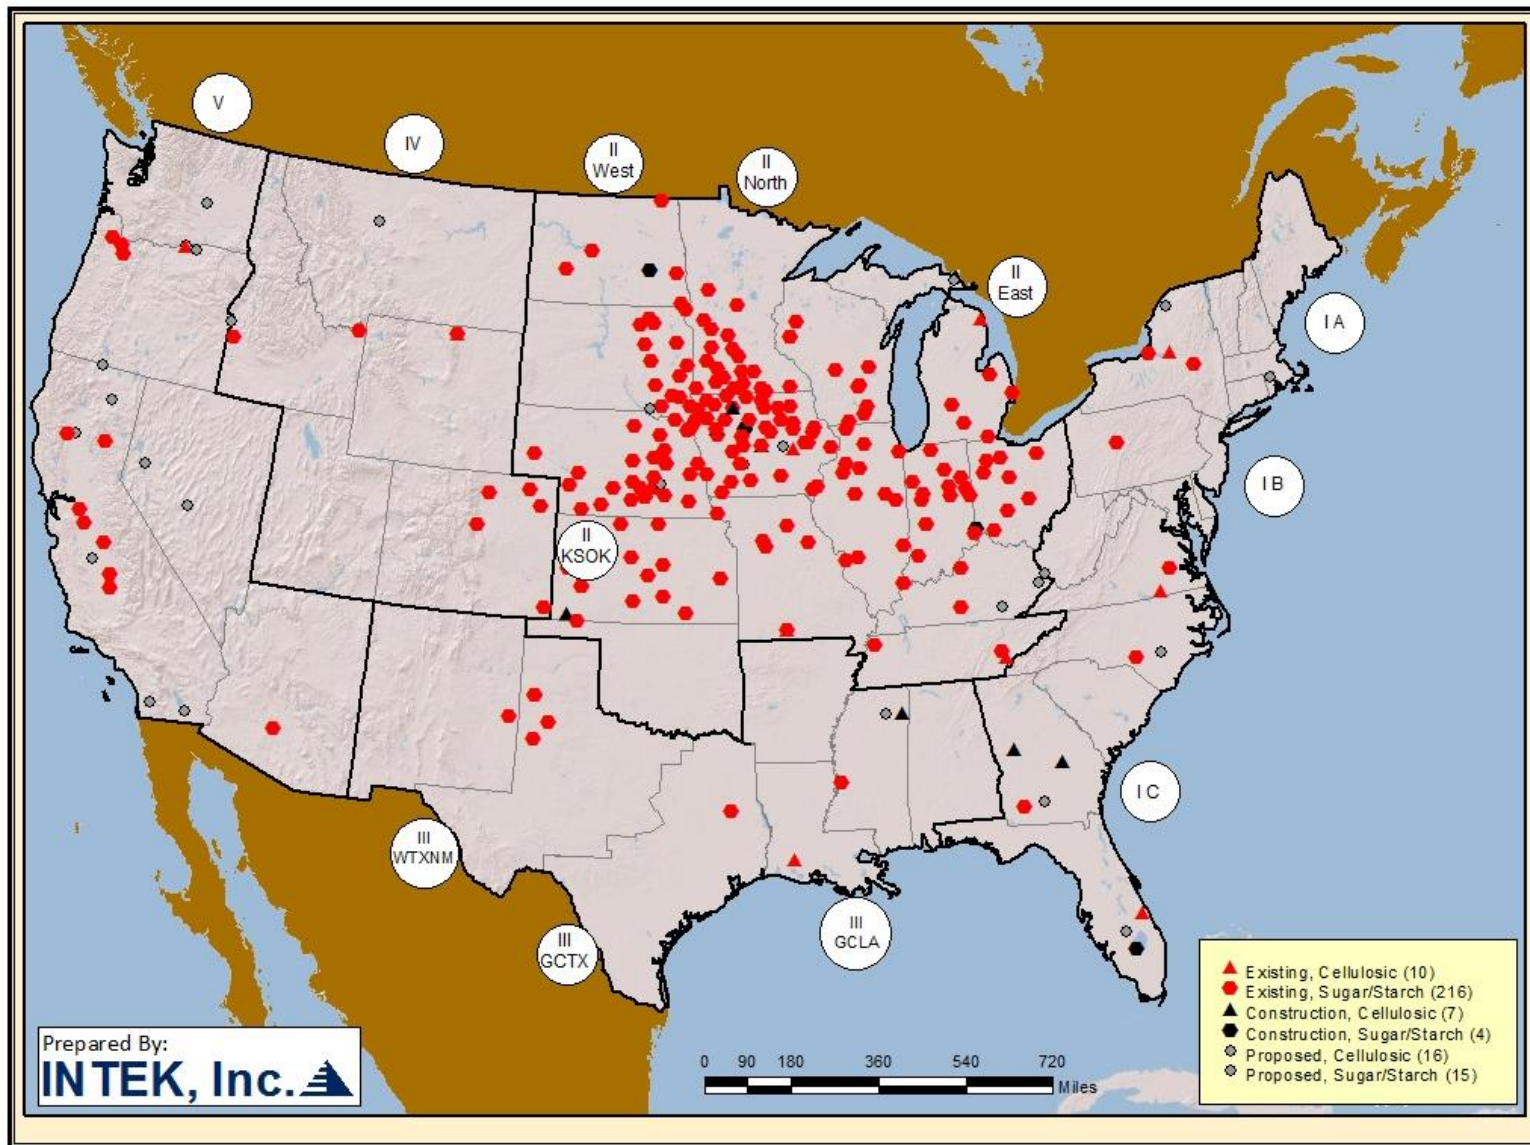 V
IV
II
West
II
North
II
East
I A
I B
II
KSOK
I C
III
WTXNM
III
GCTX
III
GCLA
Existing, Cellulosic (10)
Existing, Sugar/Starch (216)
Construction, Cellulosic (7)
Construction, Sugar/Starch (4)
Proposed, Cellulosic (16)
Proposed, Sugar/Starch (15)
Prepared By:
INTEK, Inc.
0 90 180 360 540 720
Miles